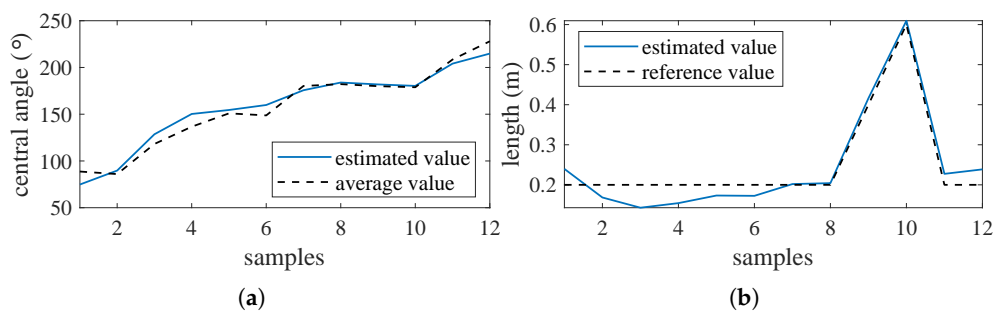 250
200
150
100
50
central angle (°)
estimated value
average value
2 4 6 8 10 12
samples
(a)
0.6
0.5
0.4
0.3
0.2
length (m)
estimated value
reference value
2 4 6 8 10 12
samples
(b)